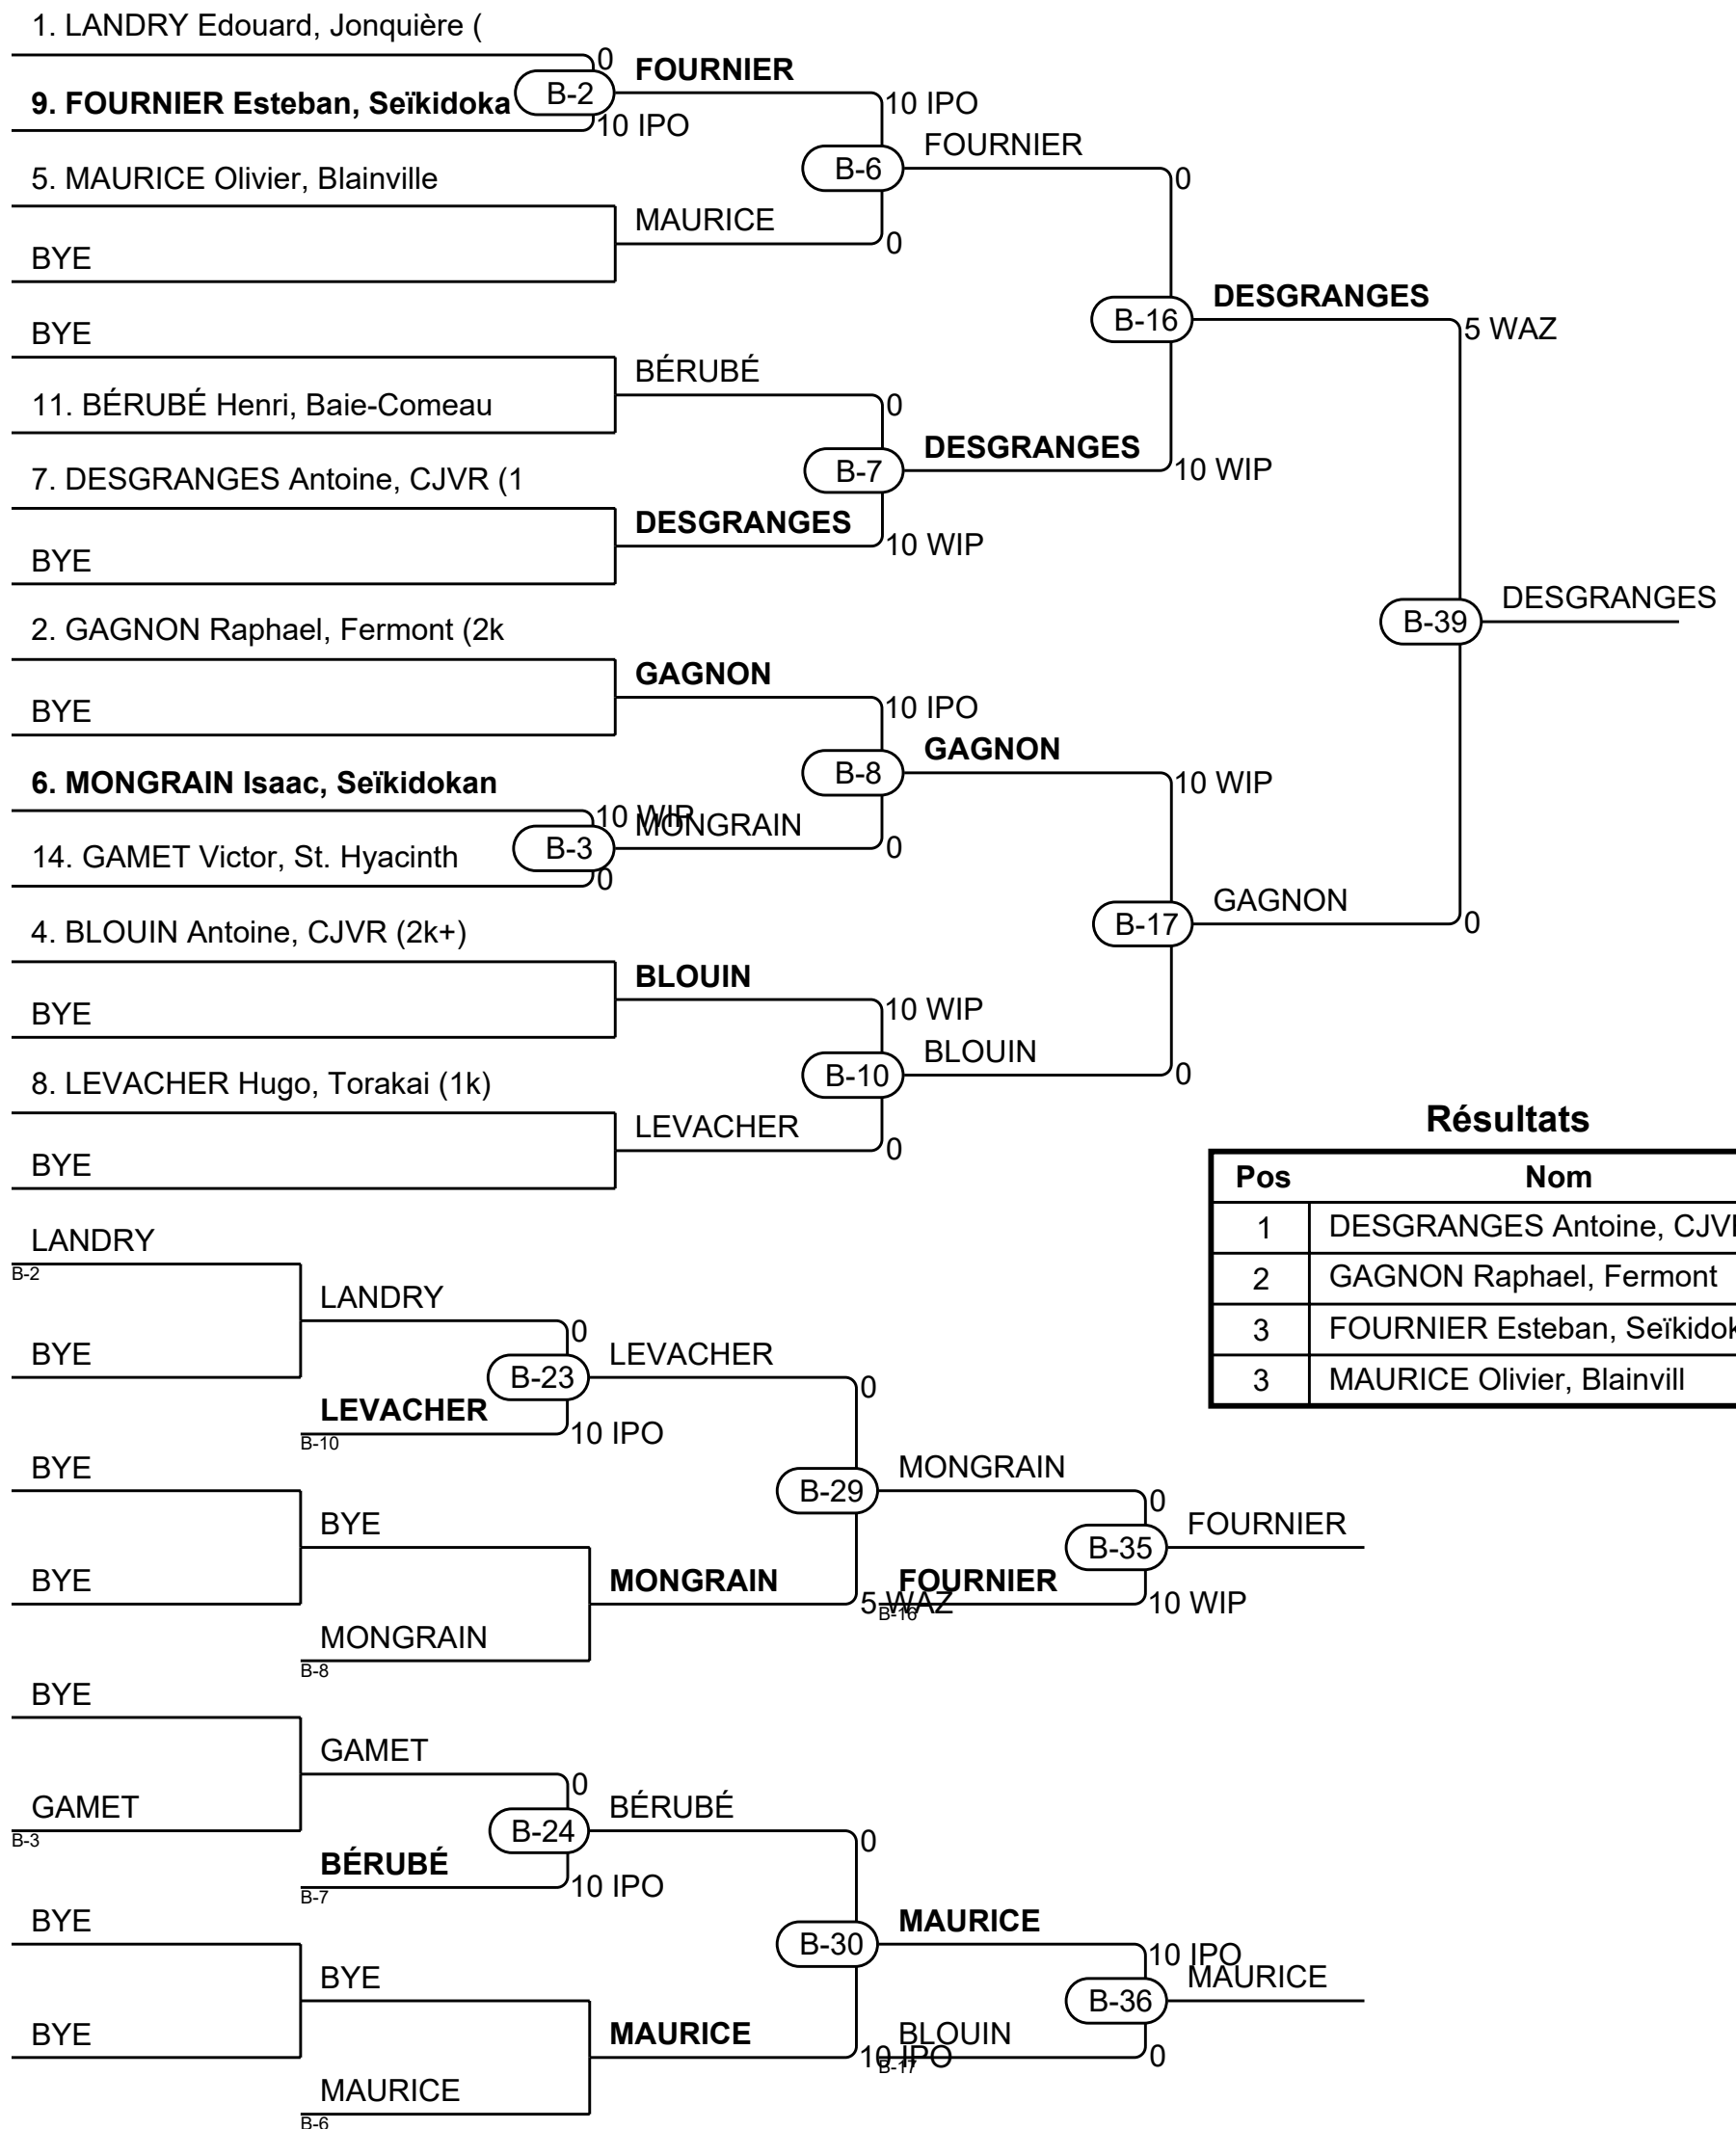 1. LANDRY Edouard, Jonquière (
0
FOURNIER
9. FOURNIER Esteban, Seïkidoka
B-2
10 IPO
10 IPO
FOURNIER
5. MAURICE Olivier, Blainville
B-6
0
MAURICE
0
BYE
DESGRANGES
BYE
B-16
5 WAZ
BÉRUBÉ
11. BÉRUBÉ Henri, Baie-Comeau
0
DESGRANGES
7. DESGRANGES Antoine, CJVR (1
B-7
10 WIP
DESGRANGES
10 WIP
BYE
DESGRANGES
B-39
2. GAGNON Raphael, Fermont (2k
GAGNON
BYE
10 IPO
GAGNON
6. MONGRAIN Isaac, Seïkidokan
B-8
10 WIP
10 WIP
MONGRAIN
14. GAMET Victor, St. Hyacinth
B-3
0
0
GAGNON
4. BLOUIN Antoine, CJVR (2k+)
B-17
0
BLOUIN
BYE
10 WIP
BLOUIN
8. LEVACHER Hugo, Torakai (1k)
B-10
0
LEVACHER
0
BYE
Résultats
Pos Nom
1 DESGRANGES Antoine, CJV
2 GAGNON Raphael, Fermont
3 FOURNIER Esteban, Seïkidok
3 MAURICE Olivier, Blainvill
LANDRY
B-2
LANDRY
0
LEVACHER
BYE
B-23
0
LEVACHER
B-10
10 IPO
BYE
MONGRAIN
B-29
0
BYE
FOURNIER
B-35
BYE
MONGRAIN
FOURNIER
5 WAZ
B-16
10 WIP
MONGRAIN
B-8
BYE
GAMET
0
GAMET
B-3
BÉRUBÉ
B-24
0
BÉRUBÉ
B-7
10 IPO
BYE
MAURICE
B-30
10 IPO
BYE
MAURICE
B-36
BYE
MAURICE
BLOUIN
10 IPO
B-17
0
MAURICE
B-6